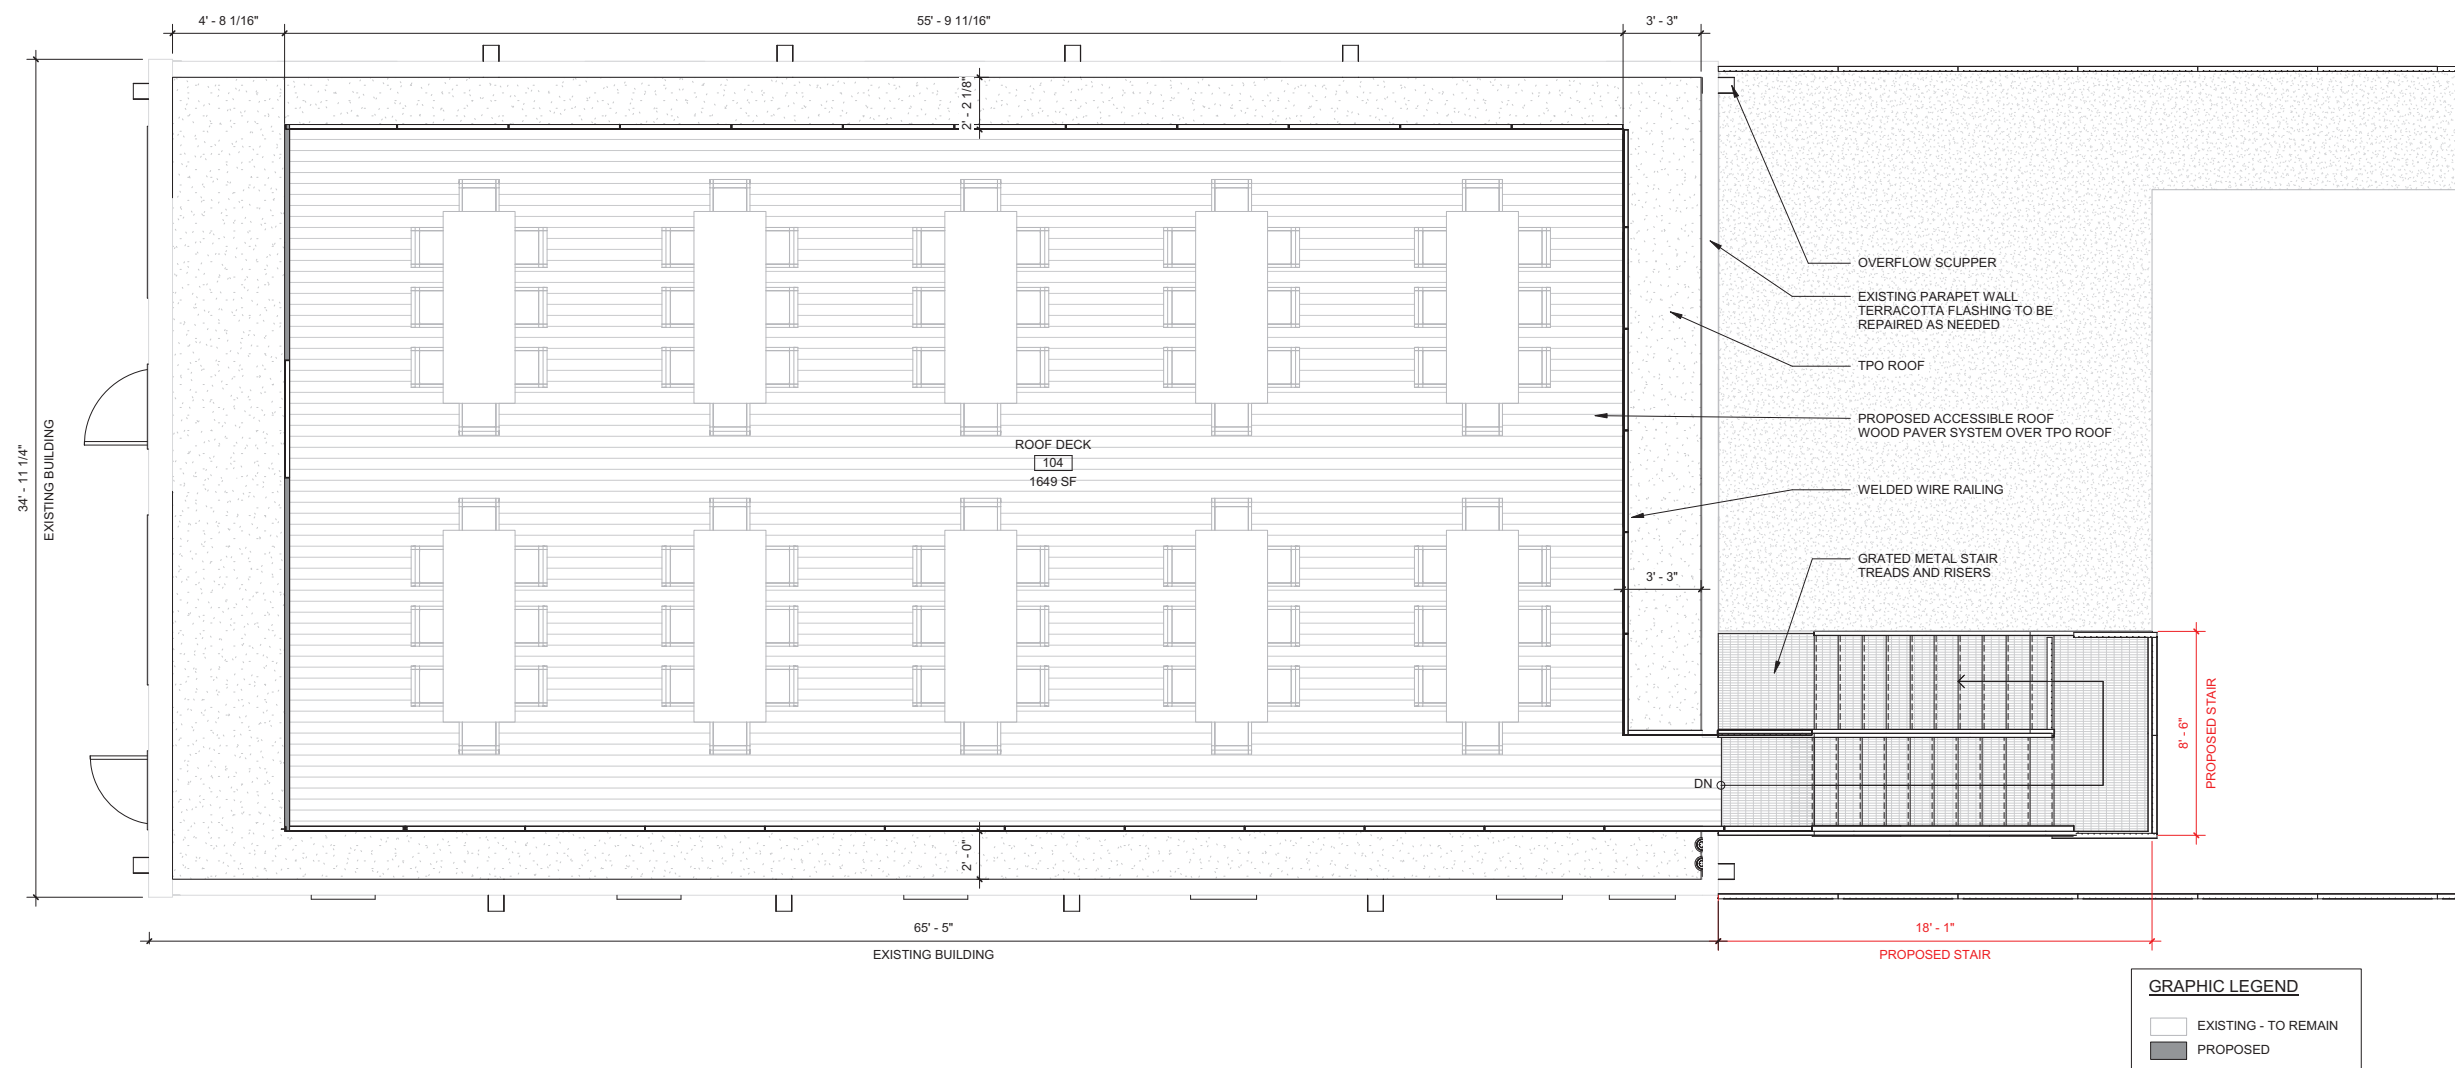 4' - 8 1/16"
55' - 9 11/16"
3' - 3"
2' - 2 1/8"
34' - 11 1/4"
EXISTING BUILDING
OVERFLOW SCUPPER
EXISTING PARAPET WALL
TERRACOTTA FLASHING TO BE
REPAIRED AS NEEDED
TPO ROOF
PROPOSED ACCESSIBLE ROOF
WOOD PAVER SYSTEM OVER TPO ROOF
ROOF DECK
104
1649 SF
WELDED WIRE RAILING
GRATED METAL STAIR
TREADS AND RISERS
3' - 3"
8' - 6"
PROPOSED STAIR
DN
2' - 0"
65' - 5"
EXISTING BUILDING
18' - 1"
PROPOSED STAIR
GRAPHIC LEGEND
EXISTING - TO REMAIN
PROPOSED